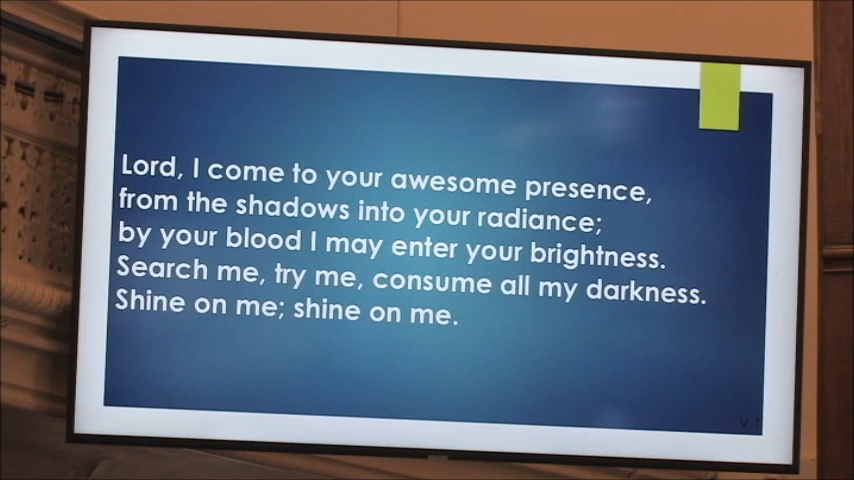 Lord, I come to your awesome presence,
from the shadows into your radiance;
by your blood I may enter your brightness.
Search me, try me, consume all my darkness.
Shine on me; shine on me.
V.1